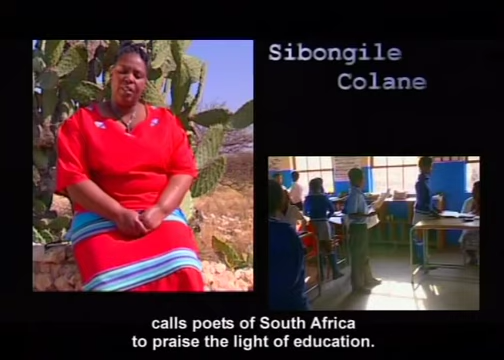 Sibongile
Colane
calls poets of South Africa
to praise the light of education.